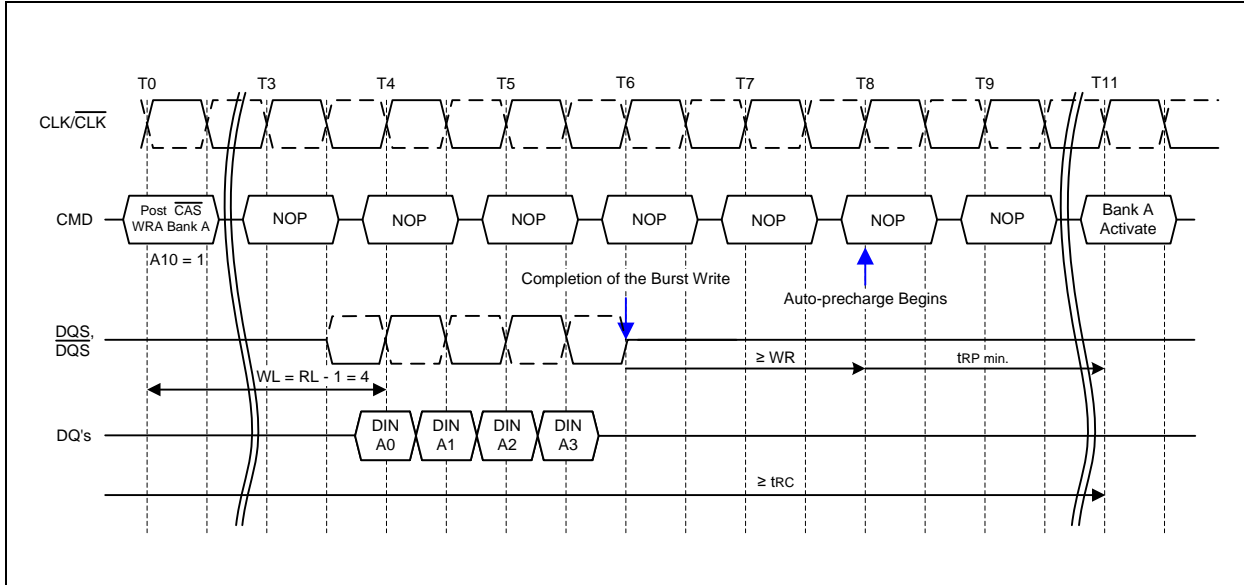 T0 T3 T4 T5 T6 T7 T8 T9 T11
CLK/CLK
CMD
Post CAS
WRA Bank A
NOP NOP NOP NOP NOP NOP NOP
Bank A
Activate
A10 = 1
Completion of the Burst Write
Auto-precharge Begins
DQS,
DQS
≥ WR
tRP min.
WL = RL - 1 = 4
DQ's
DIN
A0
DIN
A1
DIN
A2
DIN
A3
≥ tRC